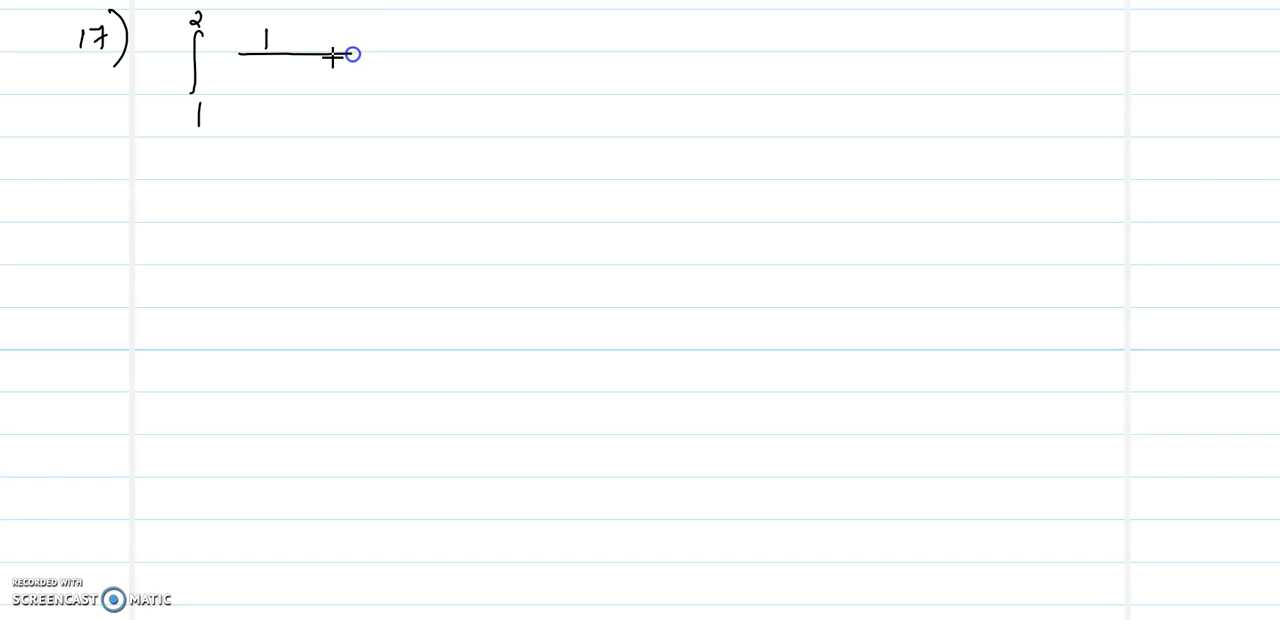 17) ∫ 2 1 1
RECORDED WITH
SCREENCAST MATIC